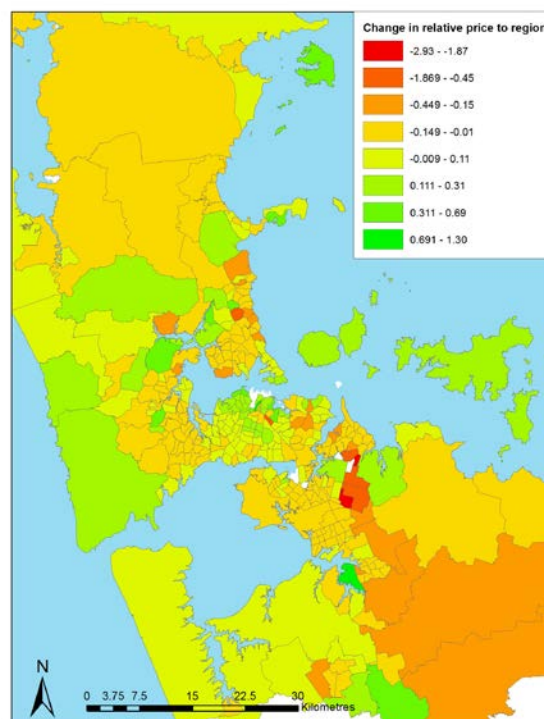 Change in relative price to region
-2.93 - -1.87
-1.869 - -0.45
-0.449 - -0.15
-0.149 - -0.01
-0.009 - 0.11
0.111 - 0.31
0.311 - 0.69
0.691 - 1.30
N
0 3.75 7.5 15 22.5 30
Kilometres